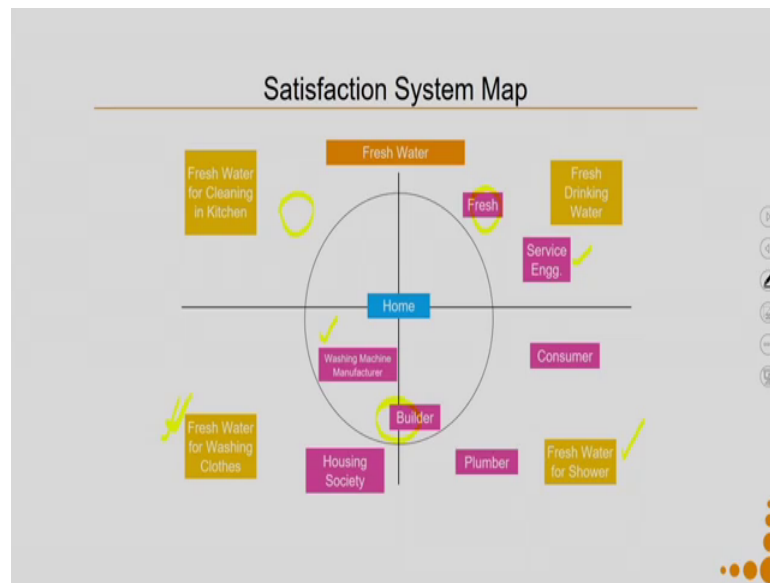 Satisfaction System Map
Fresh Water
Fresh Water
for Cleaning
in Kitchen
Fresh
Fresh
Drinking
Water
Service
Engg.
Home
Washing Machine
Manufacturer
Consumer
Builder
Fresh Water
for Washing
Clothes
Housing
Society
Plumber
Fresh Water
for Shower